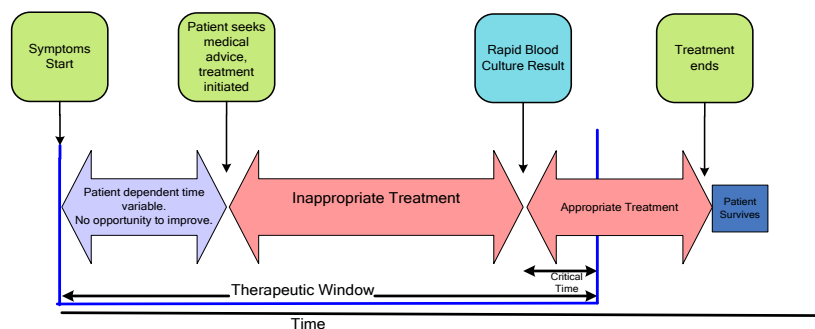 Symptoms
Start
Patient seeks
medical
advice,
treatment
initiated
Rapid Blood
Culture Result
Treatment
ends
Patient dependent time
variable.
No opportunity to improve.
Inappropriate Treatment
Appropriate Treatment
Patient
Survives
Critical
Time
Therapeutic Window
Time